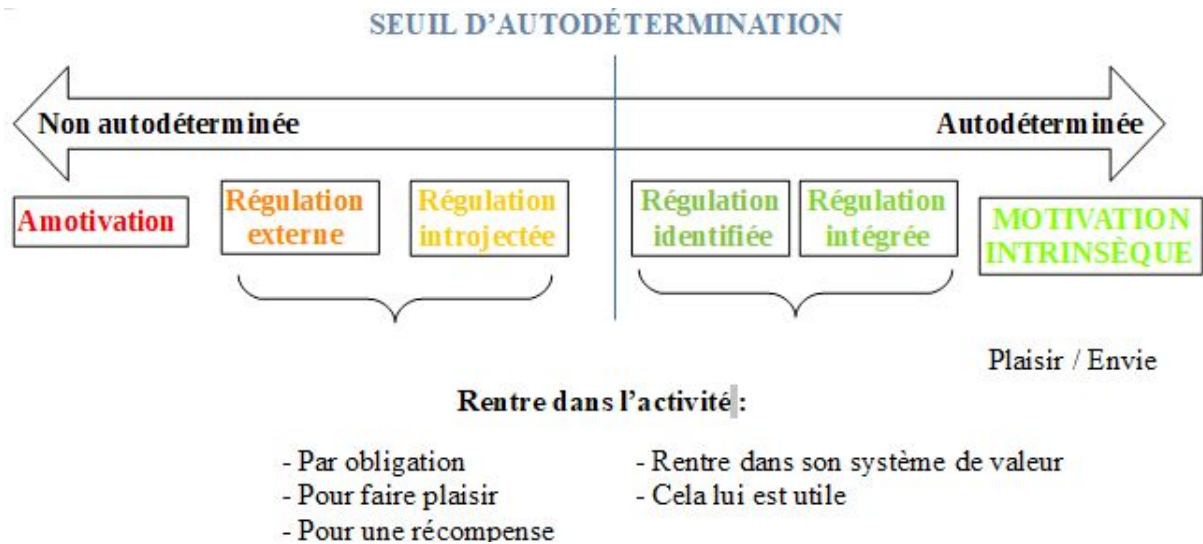 SEUIL D'AUTODÉTERMINATION
Non autodéterminée
Autodéterminée
Amotivation
Régulation
externe
Régulation
introjectée
Régulation
identifiée
Régulation
intégrée
MOTIVATION
INTRINSÈQUE
Plaisir / Envie
Rentre dans l'activité :
- Par obligation
- Pour faire plaisir
- Pour une récompense
- Rentre dans son système de valeur
- Cela lui est utile